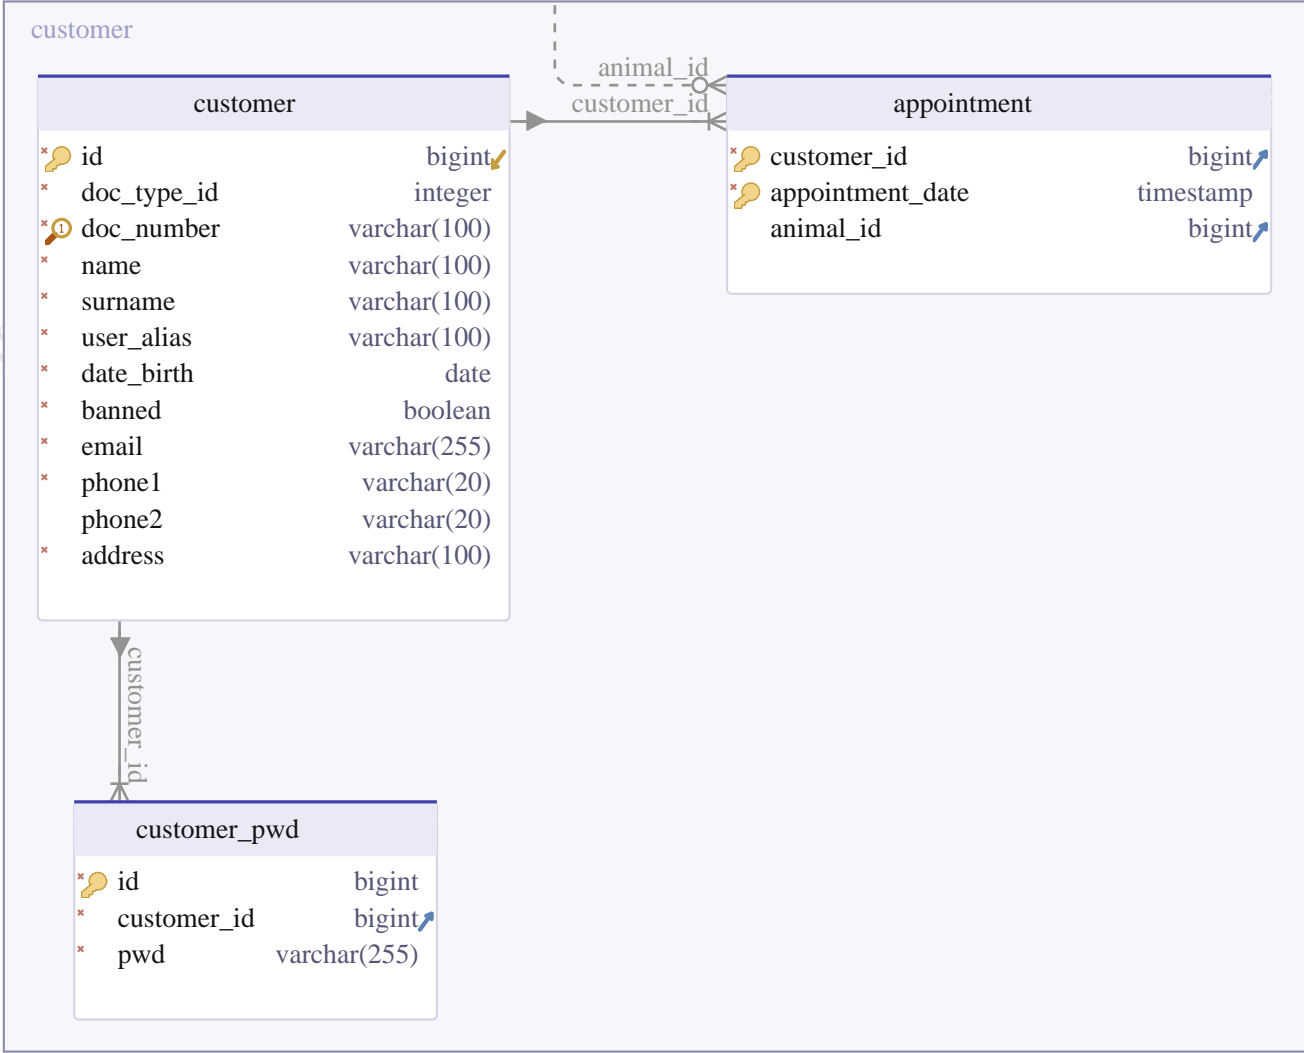 customer
animal_id
customer_id
customer
id bigint
doc_type_id integer
doc_number varchar(100)
name varchar(100)
surname varchar(100)
user_alias varchar(100)
date_birth date
banned boolean
email varchar(255)
phone1 varchar(20)
phone2 varchar(20)
address varchar(100)
appointment
customer_id bigint
appointment_date timestamp
animal_id bigint
customer_id
customer_pwd
id bigint
customer_id bigint
pwd varchar(255)